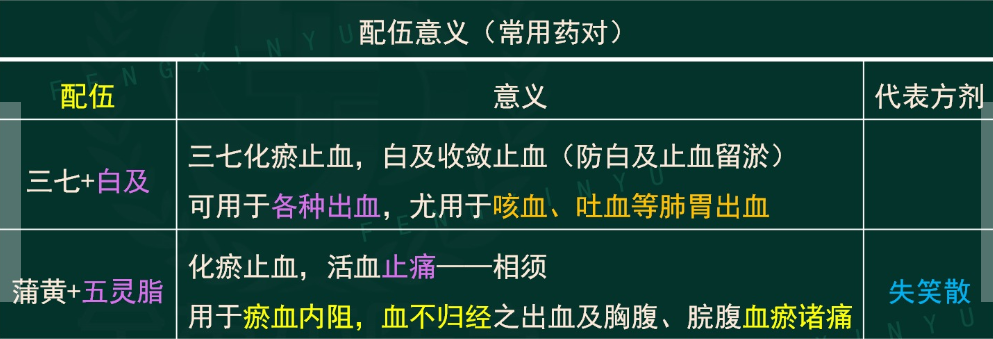 配伍意义（常用药对）
配伍 意义 代表方剂
三七化瘀止血，白及收敛止血（防白及止血留淤）
三七+白及
可用于各种出血，尤用于咳血、吐血等肺胃出血
化瘀止血，活血止痛——相须
蒲黄+五灵脂 失笑散
用于瘀血内阻，血不归经之出血及胸腹、脘腹血瘀诸痛
FENGXINYU
FENGXINYU